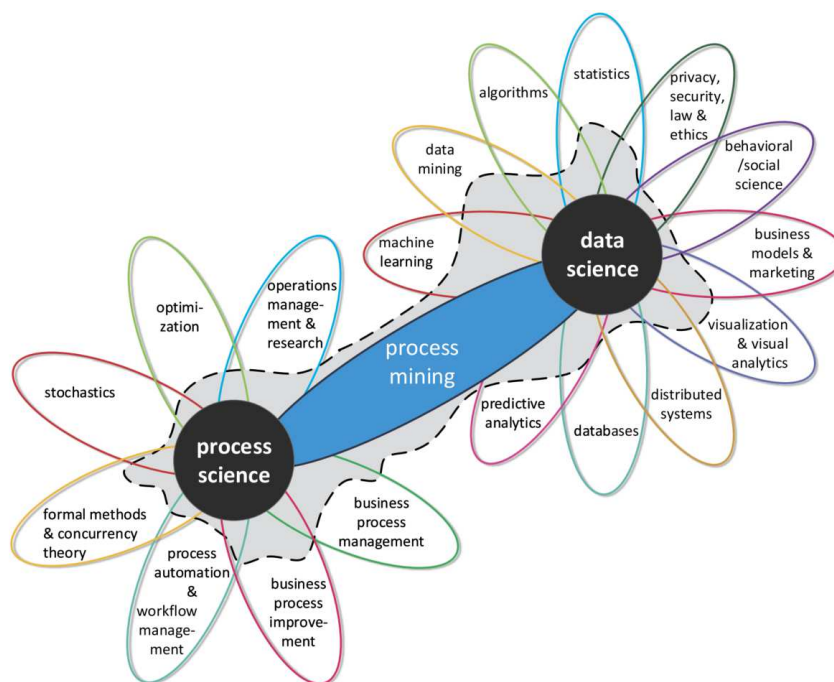 statistics
algorithms
privacy,
security,
law &
ethics
data
mining
behavioral
/social
science
machine
learning
data
science
business
models &
marketing
visualization
& visual
analytics
distributed
systems
databases
predictive
analytics
process
mining
operations
manage-
ment &
research
optimi-
zation
stochastics
process
science
formal methods
& concurrency
theory
process
automation
&
workflow
manage-
ment
business
process
improve-
ment
business
process
management